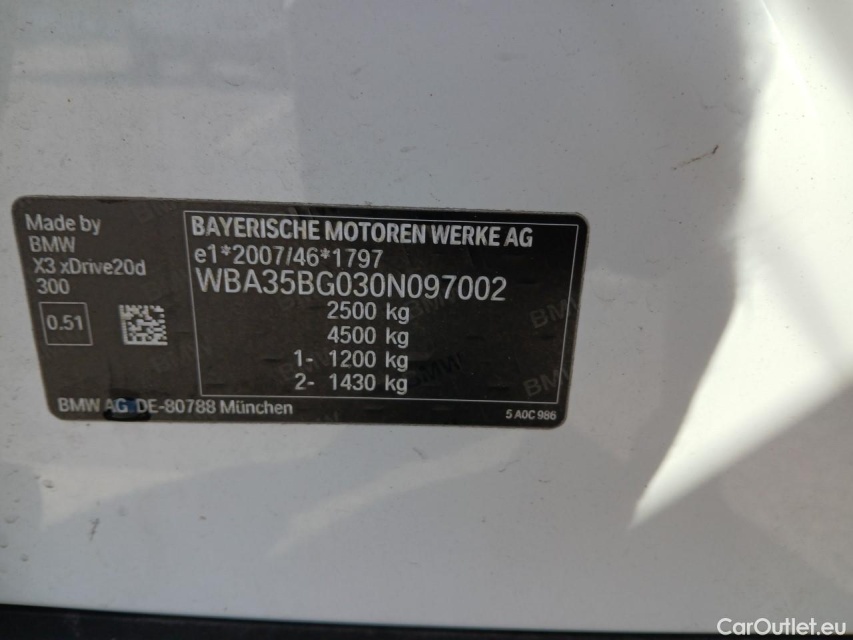 Made by
BMW
X3 xDrive20d
300
0.51
BAYERISCHE MOTOREN WERKE AG
e1*2007/46*1797
WBA35BG030N097002
2500 kg
4500 kg
1- 1200 kg
2- 1430 kg
BMW AG DE-80788 München
5 A0C 986
CarOutlet.eu